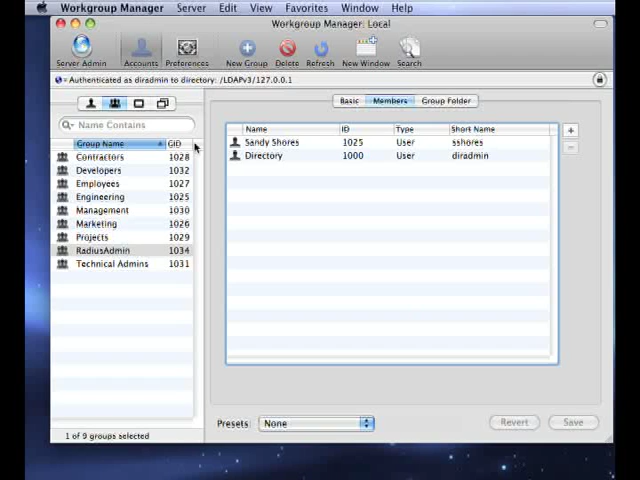 Workgroup Manager Server Edit View Favorites Window Help
Workgroup Manager: Local
Server Admin Accounts Preferences New Group Delete Refresh New Window Search
= Authenticated as diradmin to directory: /LDAPv3/127.0.0.1
Basic Members Group Folder
Name Contains
Group Name GID
Contractors 1028
Developers 1032
Employees 1027
Engineering 1025
Management 1030
Marketing 1026
Projects 1029
RadiusAdmin 1034
Technical Admins 1031
Name ID Type Short Name
Sandy Shores 1025 User sshores
Directory 1000 User diradmin
+
−
Presets: None Revert Save
1 of 9 groups selected